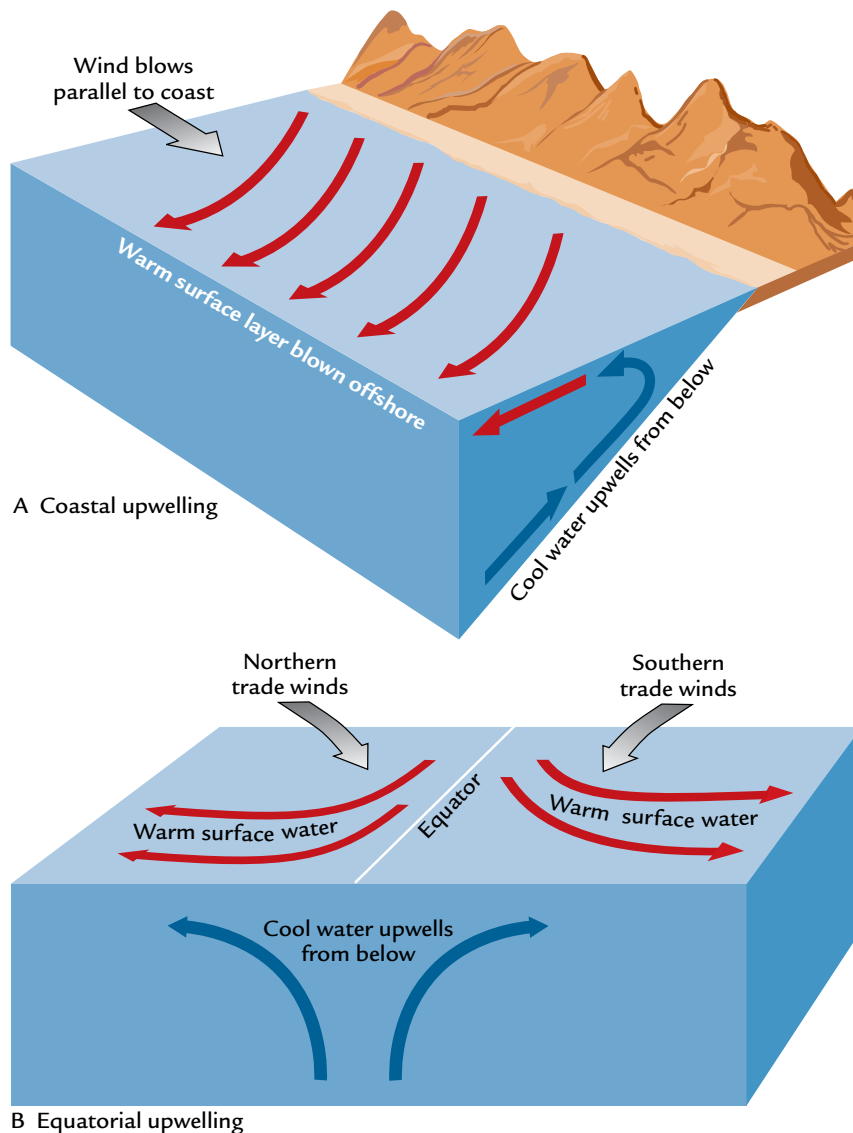 Wind blows
parallel to coast
Warm surface layer blown offshore
Cool water upwells from below
A Coastal upwelling
Northern
trade winds
Southern
trade winds
Equator
Warm surface water
Warm surface water
Cool water upwells
from below
B Equatorial upwelling